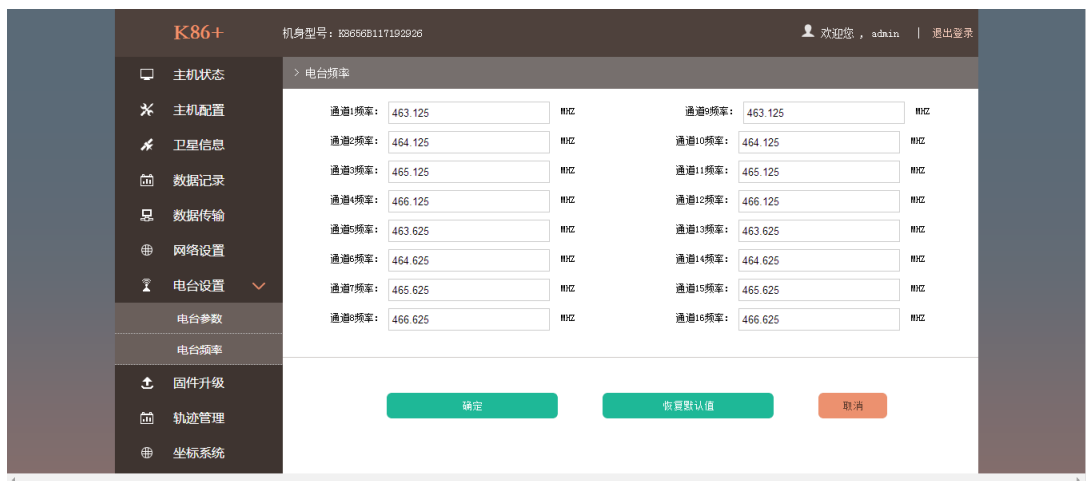 K86+
机身型号：K8656B117192926
欢迎您，admin | 退出登录
主机状态
主机配置
卫星信息
数据记录
数据传输
网络设置
电台设置
电台参数
电台频率
固件升级
轨迹管理
坐标系统
> 电台频率
通道1频率： 463.125 MHZ 通道9频率： 463.125 MHZ
通道2频率： 464.125 MHZ 通道10频率： 464.125 MHZ
通道3频率： 465.125 MHZ 通道11频率： 465.125 MHZ
通道4频率： 466.125 MHZ 通道12频率： 466.125 MHZ
通道5频率： 463.625 MHZ 通道13频率： 463.625 MHZ
通道6频率： 464.625 MHZ 通道14频率： 464.625 MHZ
通道7频率： 465.625 MHZ 通道15频率： 465.625 MHZ
通道8频率： 466.625 MHZ 通道16频率： 466.625 MHZ
确定 恢复默认值 取消